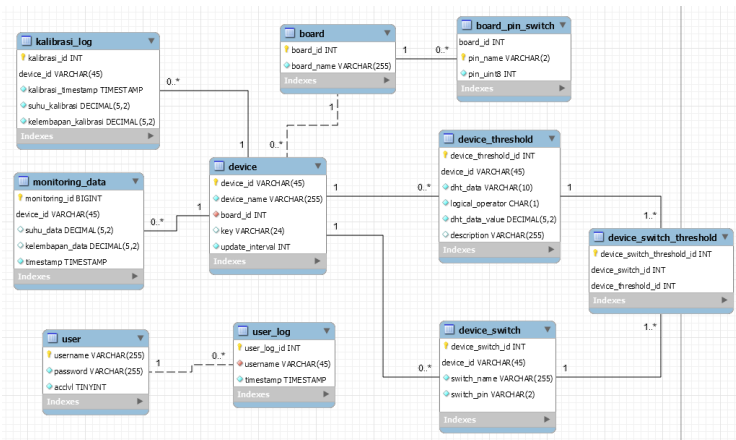 kalibrasi_log
kalibrasi_id INT
device_id VARCHAR(45)
kalibrasi_timestamp TIMESTAMP
suhu_kalibrasi DECIMAL(5,2)
kelembapan_kalibrasi DECIMAL(5,2)
Indexes
0..*
1
board
board_id INT
board_name VARCHAR(255)
Indexes
1
0..*
1
0..*
board_pin_switch
board_id INT
pin_name VARCHAR(2)
pin_uint8 INT
Indexes
monitoring_data
monitoring_id BIGINT
device_id VARCHAR(45)
suhu_data DECIMAL(5,2)
kelembapan_data DECIMAL(5,2)
timestamp TIMESTAMP
Indexes
0..*
1
device
device_id VARCHAR(45)
device_name VARCHAR(255)
board_id INT
key VARCHAR(24)
update_interval INT
Indexes
1
0..*
1
0..*
device_threshold
device_threshold_id INT
device_id VARCHAR(45)
dht_data VARCHAR(10)
logical_operator CHAR(1)
dht_data_value DECIMAL(5,2)
description VARCHAR(255)
Indexes
1
1..*
device_switch_threshold
device_switch_threshold_id INT
device_switch_id INT
device_threshold_id INT
Indexes
1..*
1
user
username VARCHAR(255)
password VARCHAR(255)
acclvl TINYINT
Indexes
1
0..*
user_log
user_log_id INT
username VARCHAR(45)
timestamp TIMESTAMP
Indexes
device_switch
device_switch_id INT
device_id VARCHAR(45)
switch_name VARCHAR(255)
switch_pin VARCHAR(2)
Indexes